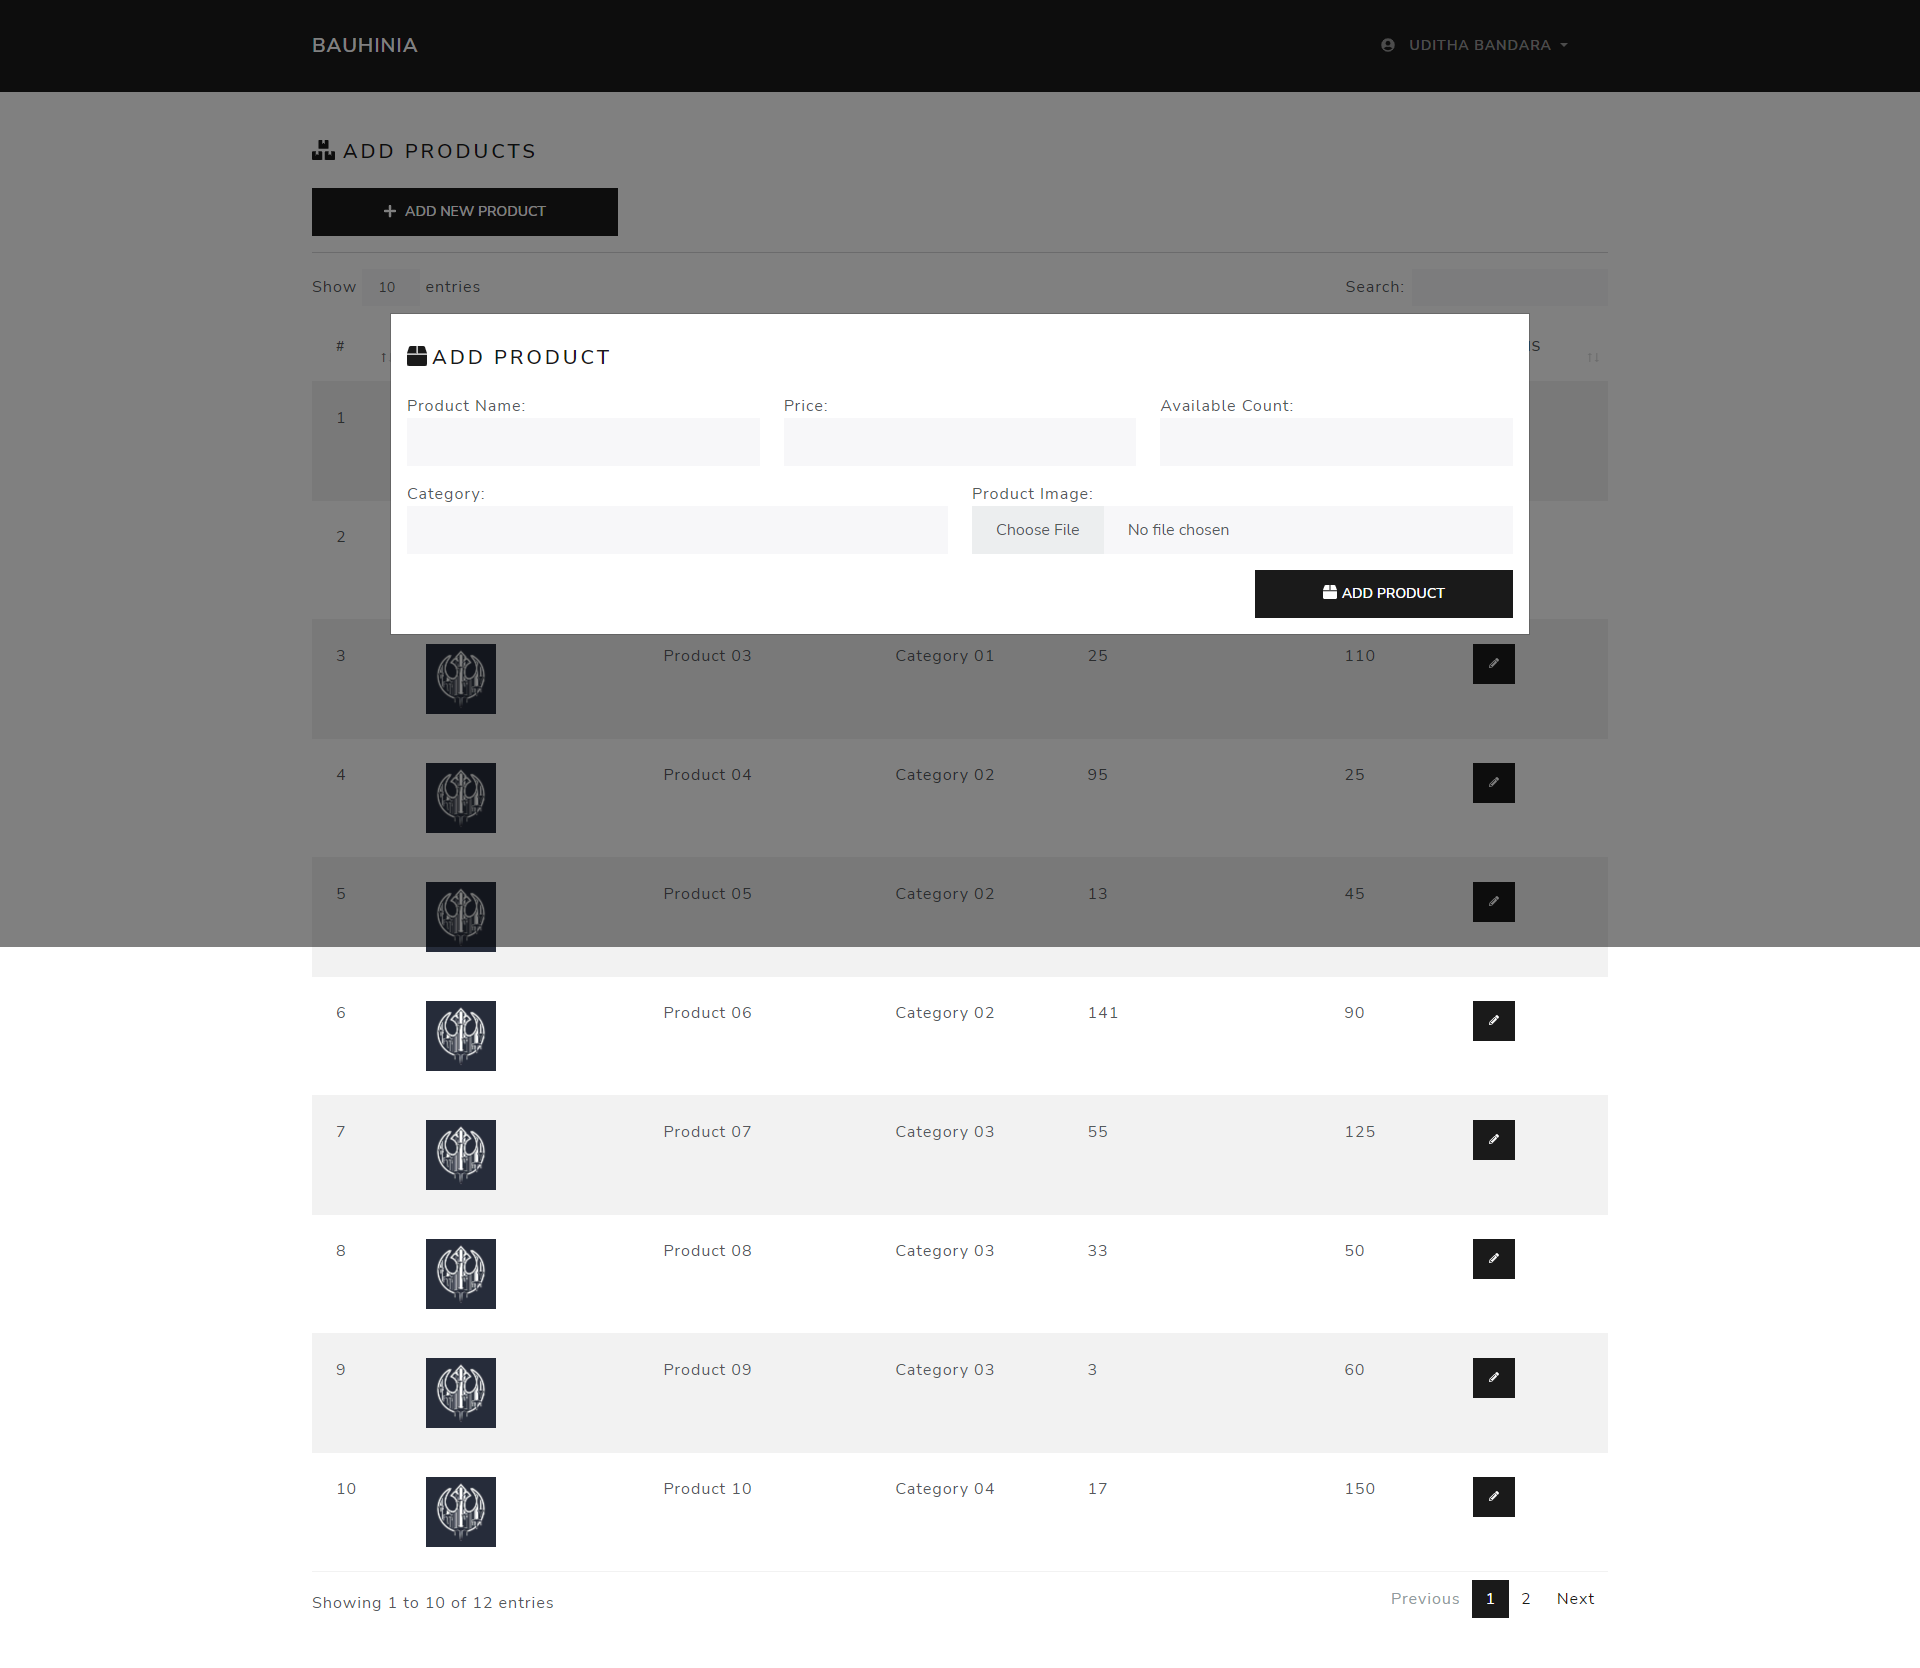 BAUHINIA
UDITHA BANDARA
ADD PRODUCTS
ADD NEW PRODUCT
Show 10 entries
Search:
#
ADD PRODUCT
Product Name:
Price:
Available Count:
Category:
Product Image:
Choose File
No file chosen
ADD PRODUCT
1
2
3 Product 03 Category 01 25 110
4 Product 04 Category 02 95 25
5 Product 05 Category 02 13 45
6 Product 06 Category 02 141 90
7 Product 07 Category 03 55 125
8 Product 08 Category 03 33 50
9 Product 09 Category 03 3 60
10 Product 10 Category 04 17 150
Showing 1 to 10 of 12 entries
Previous 1 2 Next